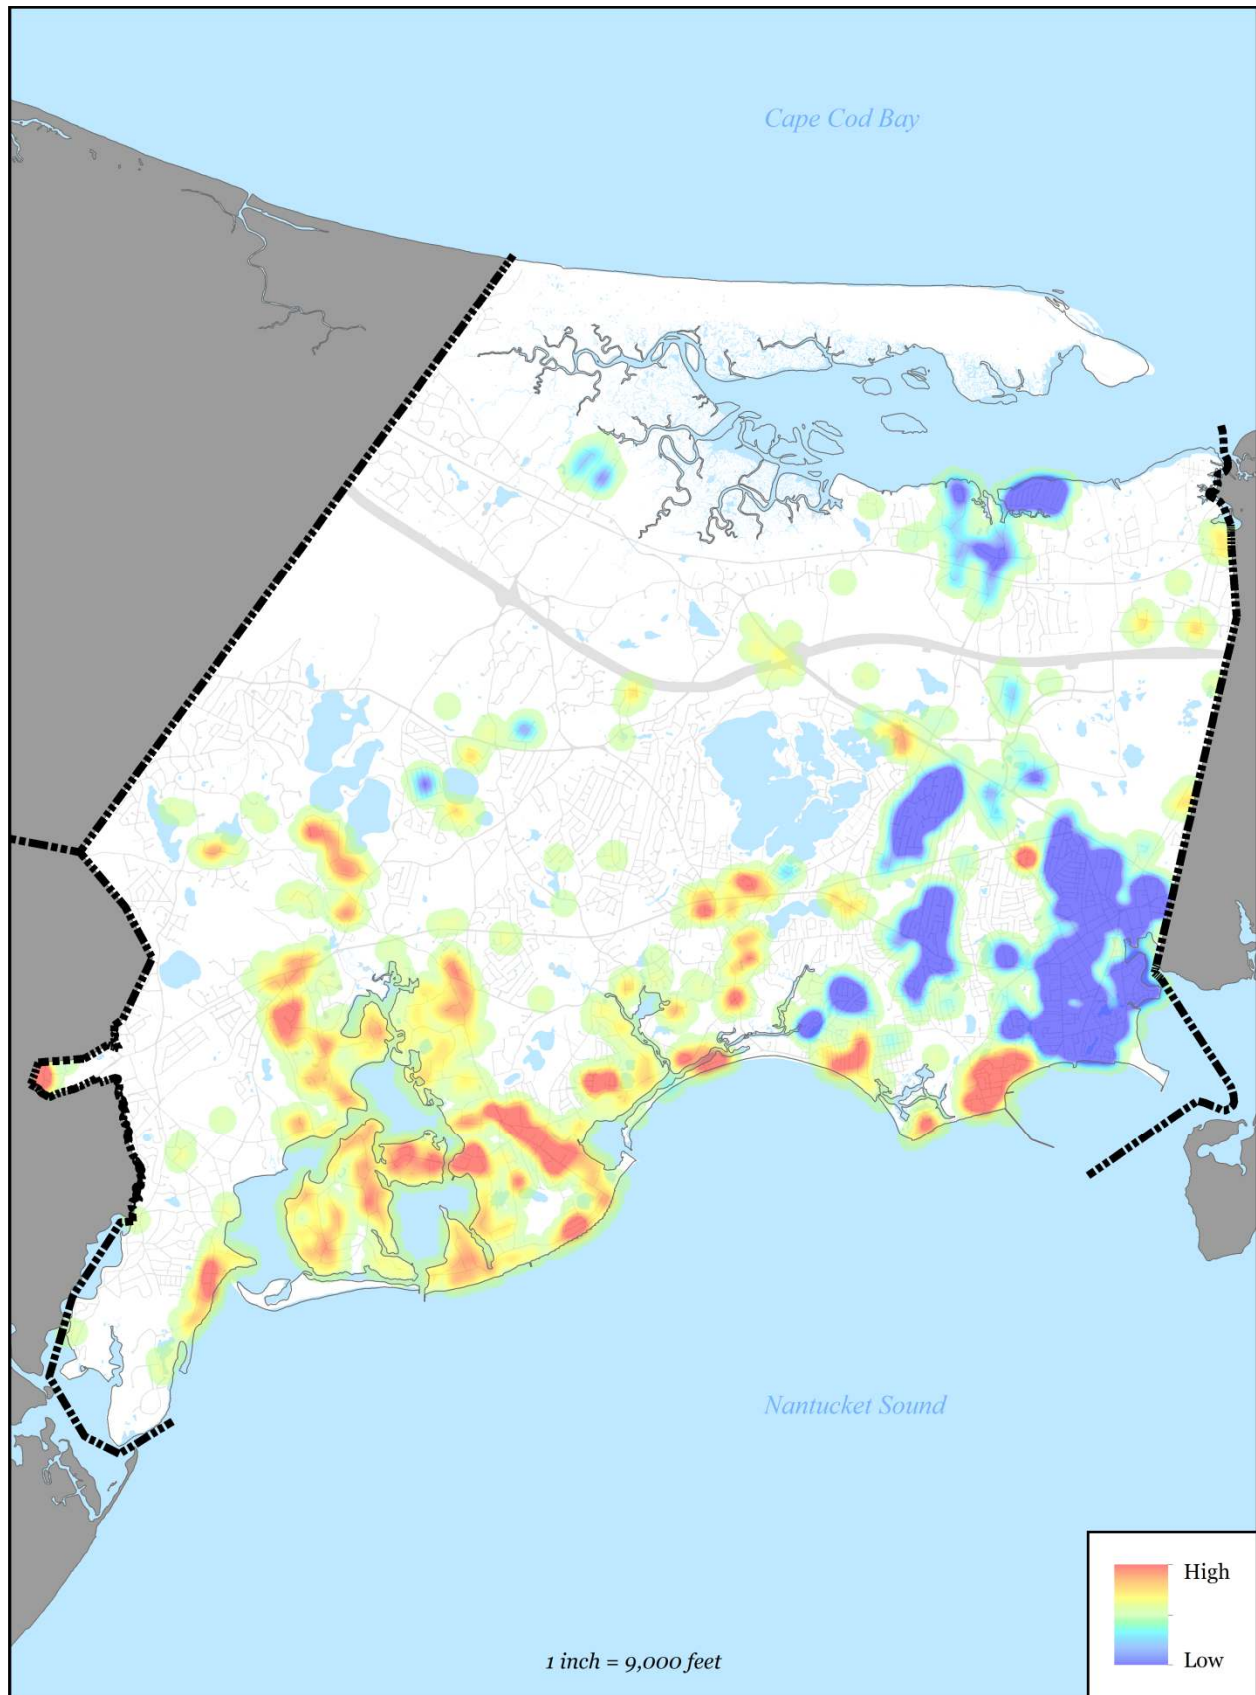 Cape Cod Bay
Nantucket Sound
High
Low
1 inch = 9,000 feet